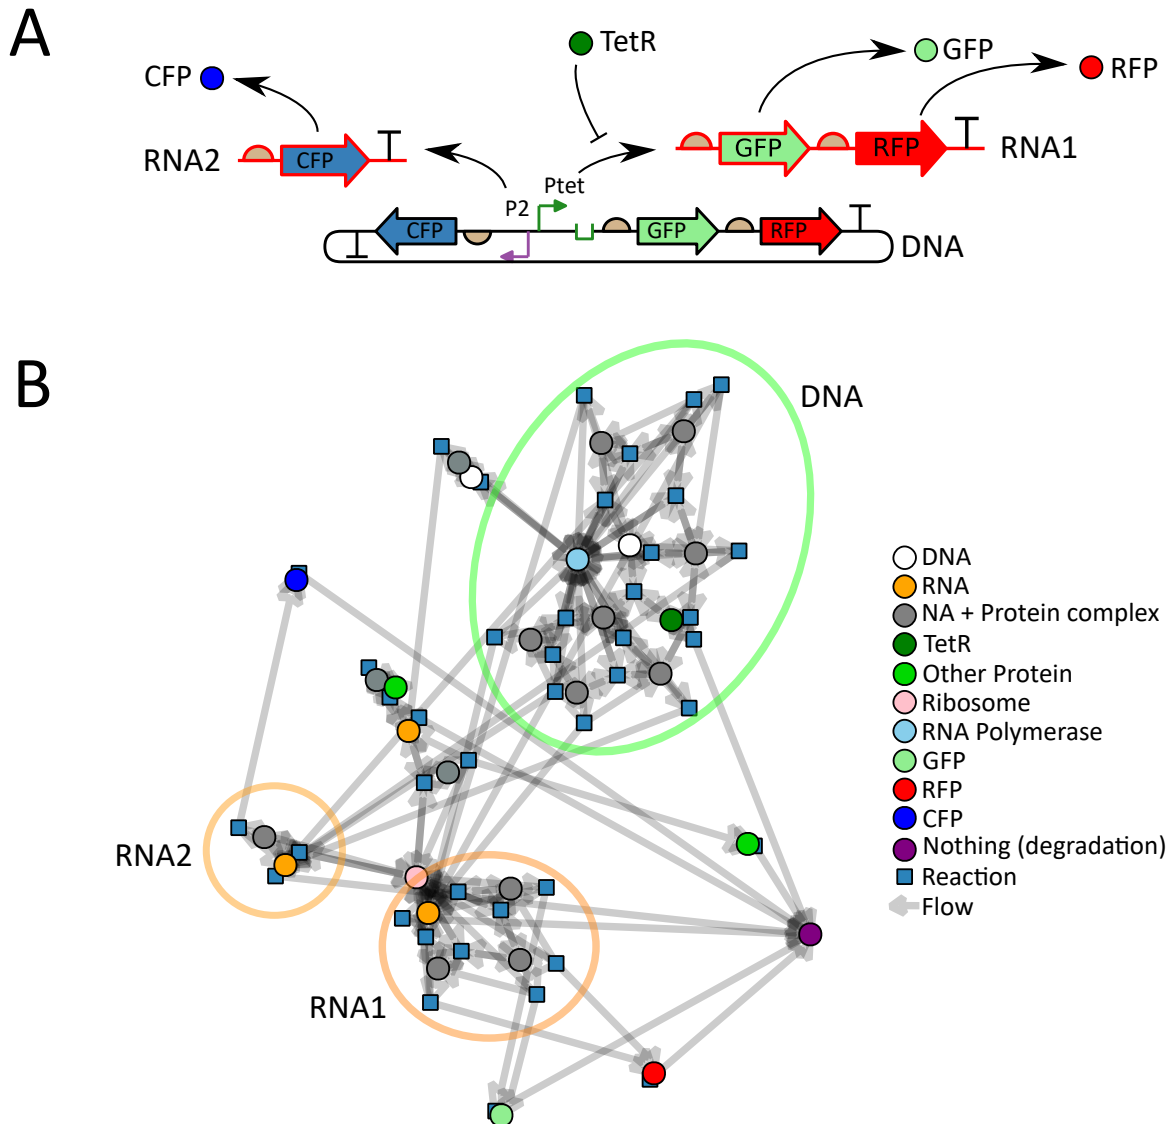 A
TetR
GFP
CFP
RFP
RNA2
CFP
GFP
RFP
RNA1
Ptet
P2
CFP
GFP
RFP
DNA
B
DNA
DNA
RNA
NA + Protein complex
TetR
Other Protein
Ribosome
RNA Polymerase
GFP
RFP
CFP
Nothing (degradation)
Reaction
Flow
RNA2
RNA1